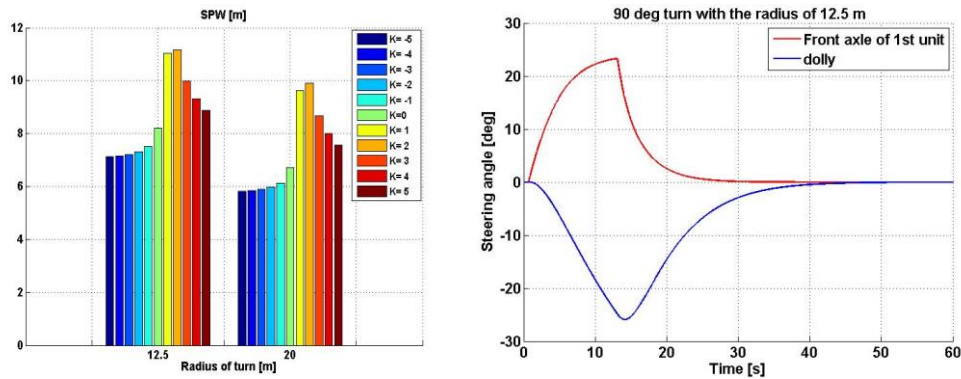 SPW [m]
12
10
8
6
4
2
0
12.5
20
Radius of turn [m]
K= -5
K= -4
K= -3
K= -2
K= -1
K=0
K= 1
K= 2
K= 3
K= 4
K= 5
90 deg turn with the radius of 12.5 m
Front axle of 1st unit
dolly
Steering angle [deg]
30
20
10
0
-10
-20
-30
0
10
20
30
40
50
60
Time [s]